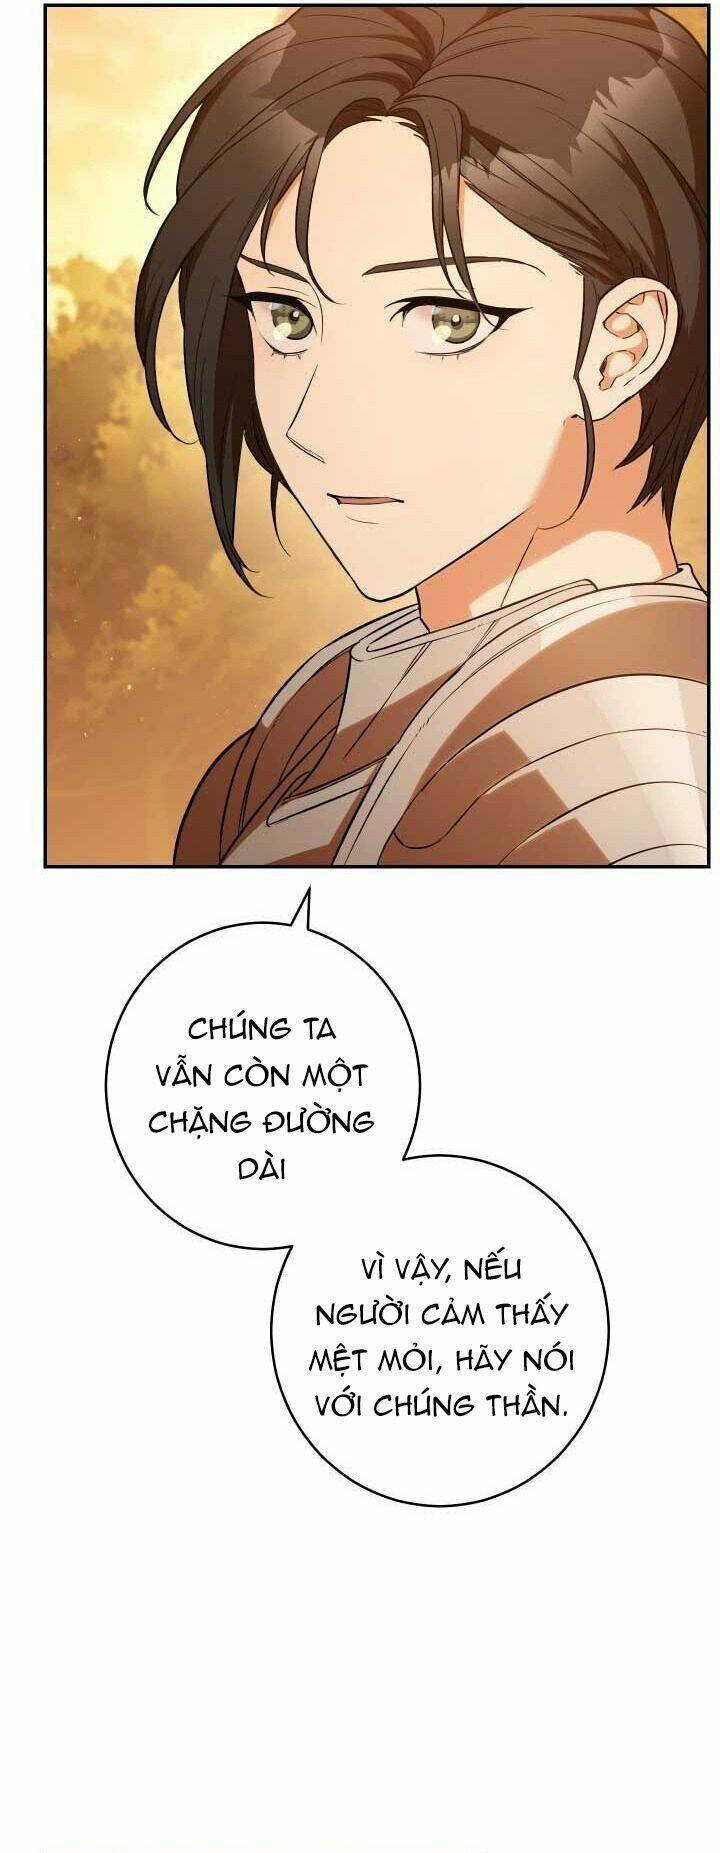 CHÚNG TA
VẪN CÒN MỘT
CHẶNG ĐƯỜNG
DÀI
VÌ VẬY, NẾU
NGƯỜI CẢM THẤY
MỆT MỎI, HÃY NÓI
VỚI CHÚNG THẦN.